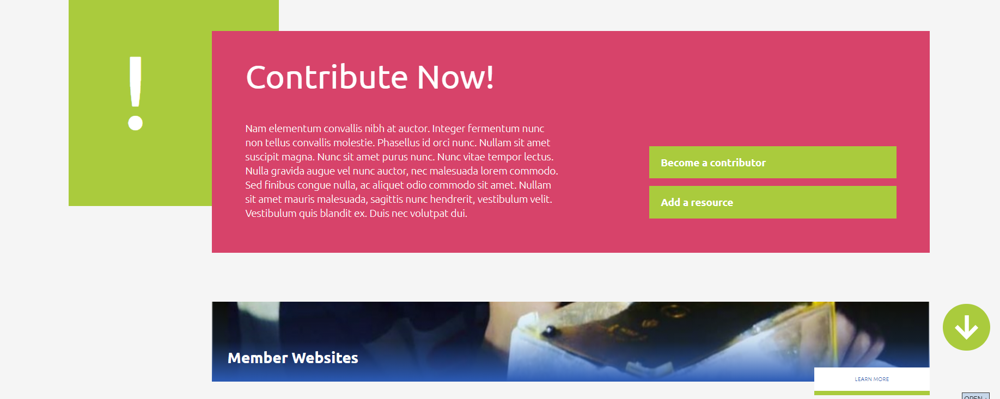 !
Contribute Now!
Nam elementum convallis nibh at auctor. Integer fermentum nunc
non tellus convallis molestie. Phasellus id orci nunc. Nullam sit amet
suscipit magna. Nunc sit amet purus nunc. Nunc vitae tempor lectus.
Nulla gravida augue vel nunc auctor, nec malesuada lorem commodo.
Sed finibus congue nulla, ac aliquet odio commodo sit amet. Nullam
sit amet mauris malesuada, sagittis nunc hendrerit, vestibulum velit.
Vestibulum quis blandit ex. Duis nec volutpat dui.
Become a contributor
Add a resource
Member Websites
LEARN MORE
OPEN